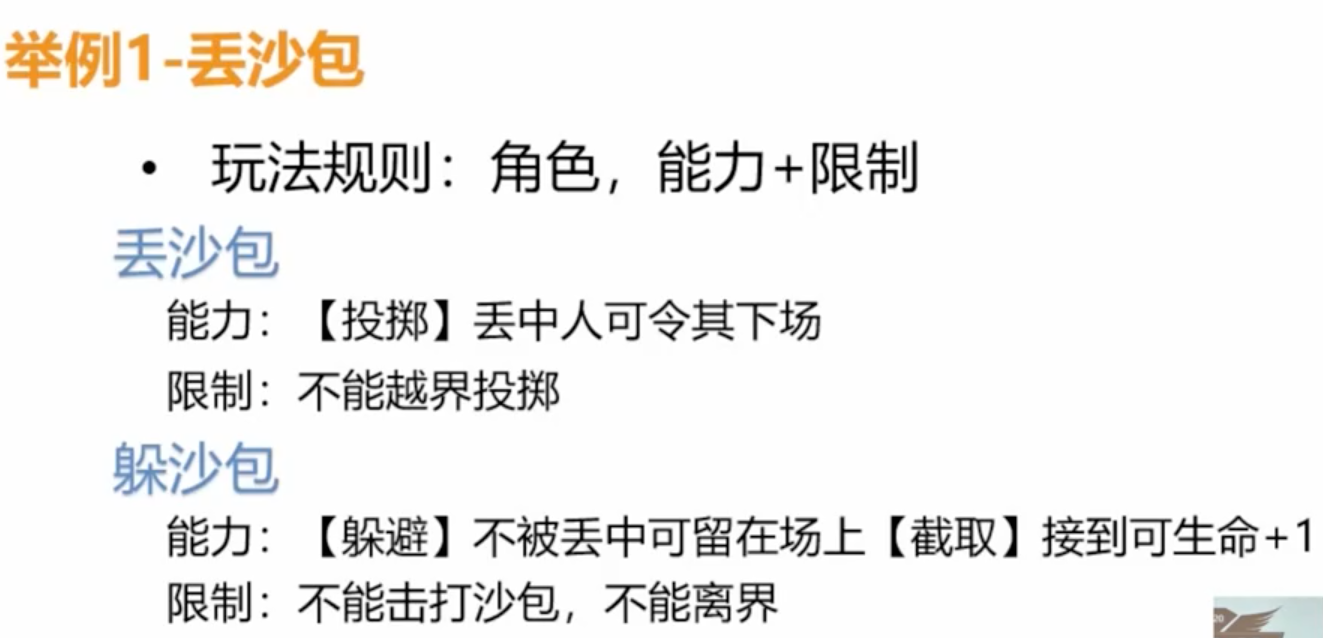 举例1-丢沙包
• 玩法规则：角色，能力+限制
丢沙包
能力：【投掷】丢中人可令其下场
限制：不能越界投掷
躲沙包
能力：【躲避】不被丢中可留在场上【截取】接到可生命+1
限制：不能击打沙包，不能离界
20